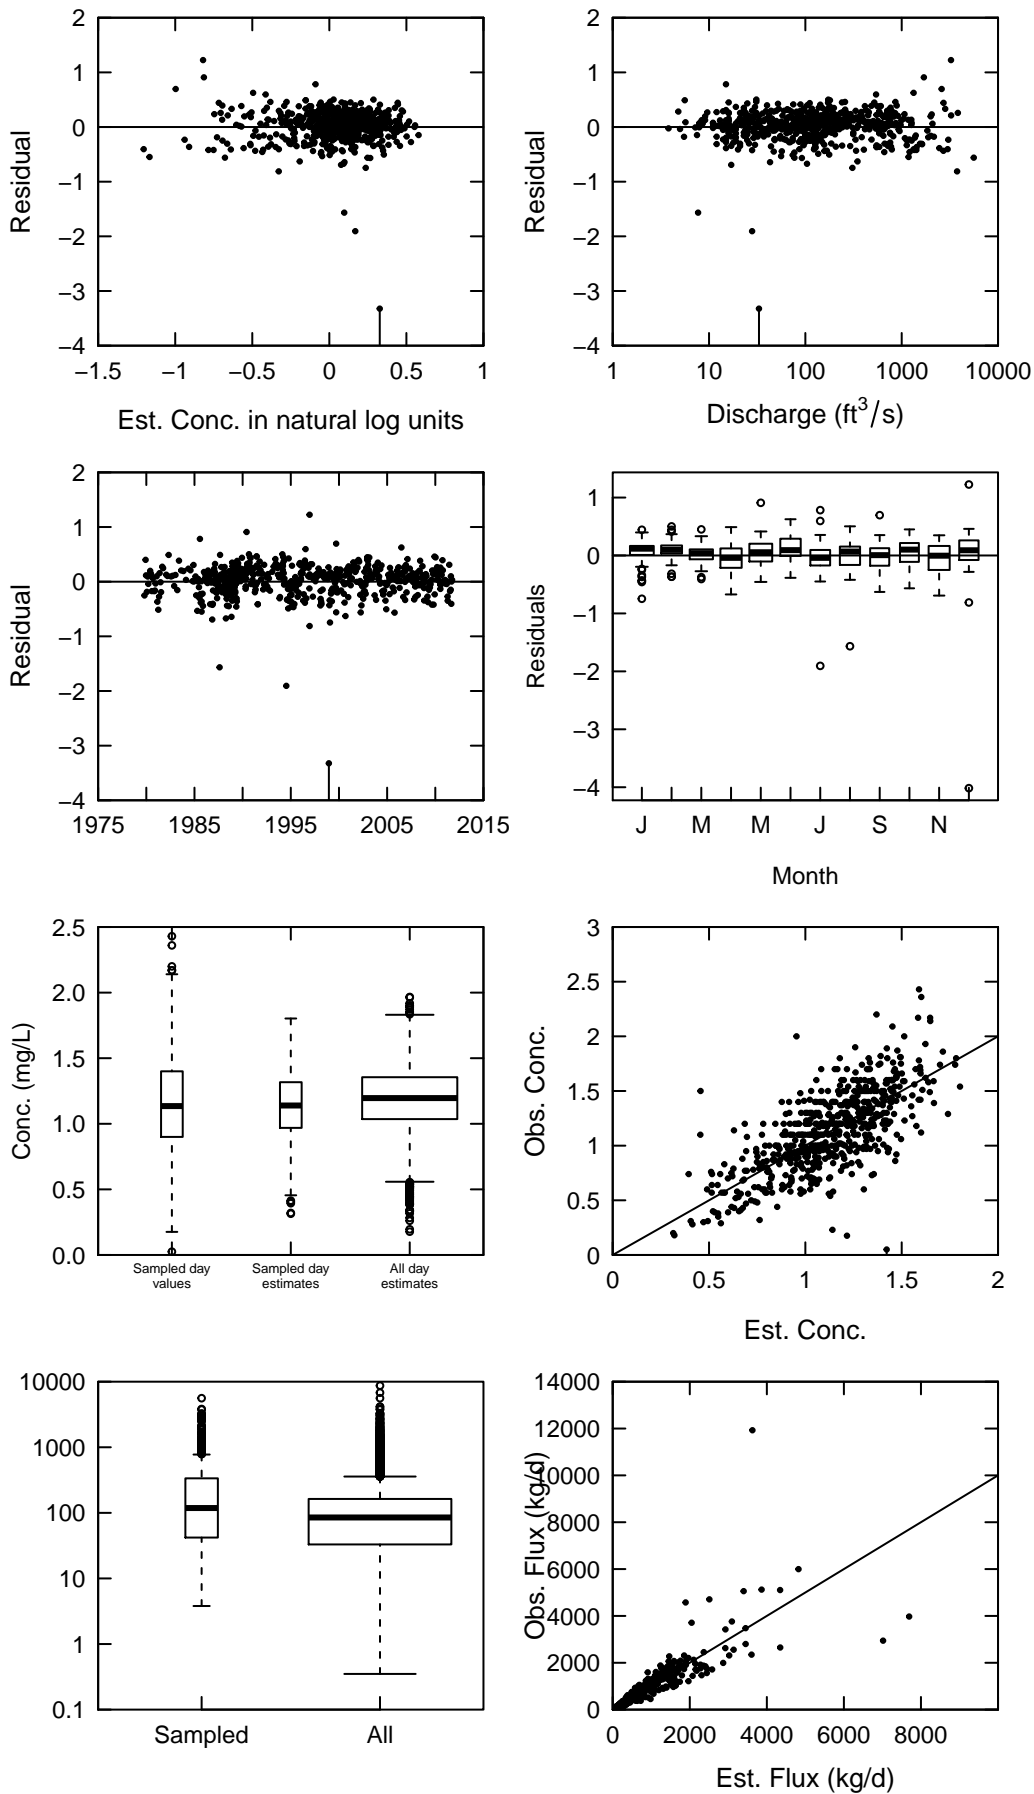 2
1
0
−1
−2
−3
−4
Residual
−1.5 −1 −0.5 0 0.5 1
Est. Conc. in natural log units
2
1
0
−1
−2
−3
−4
Residual
1 10 100 1000 10000
Discharge (ft³/s)
2
1
0
−1
−2
−3
−4
Residual
1975 1985 1995 2005 2015
1
0
−1
−2
−3
−4
Residuals
J M M J S N
Month
2.5
2.0
1.5
1.0
0.5
0.0
Conc. (mg/L)
Sampled day
values
Sampled day
estimates
All day
estimates
3
2.5
2
1.5
1
0.5
0
Obs. Conc.
0 0.5 1 1.5 2
Est. Conc.
10000
1000
100
10
1
0.1
Sampled All
14000
12000
10000
8000
6000
4000
2000
0
Obs. Flux (kg/d)
0 2000 4000 6000 8000
Est. Flux (kg/d)